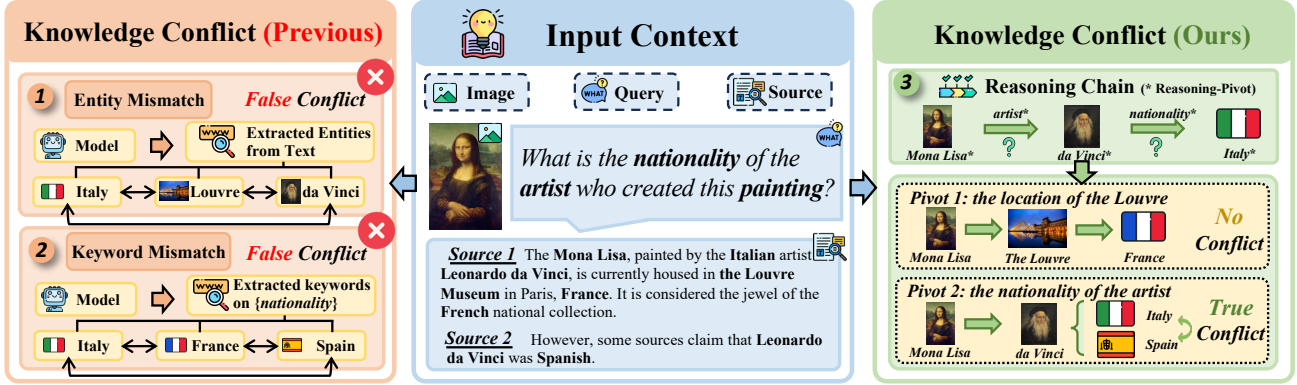 Knowledge Conflict (Previous)
1
Entity Mismatch
False Conflict
Model
www
Extracted Entities
from Text
Italy
Louvre
da Vinci
2
Keyword Mismatch
False Conflict
Model
www
Extracted keywords
on {nationality}
Italy
France
Spain
Input Context
Image
WHAT
Query
Source
WHAT
What is the nationality of the
artist who created this painting?
Source 1 The Mona Lisa, painted by the Italian artist
Leonardo da Vinci, is currently housed in the Louvre
Museum in Paris, France. It is considered the jewel of the
French national collection.
Source 2 However, some sources claim that Leonardo
da Vinci was Spanish.
Knowledge Conflict (Ours)
3
Reasoning Chain (* Reasoning-Pivot)
artist*
nationality*
?
?
Mona Lisa*
da Vinci*
Italy*
Pivot 1: the location of the Louvre
No
Conflict
Mona Lisa
The Louvre
France
Pivot 2: the nationality of the artist
Italy
True
Conflict
Spain
Mona Lisa
da Vinci